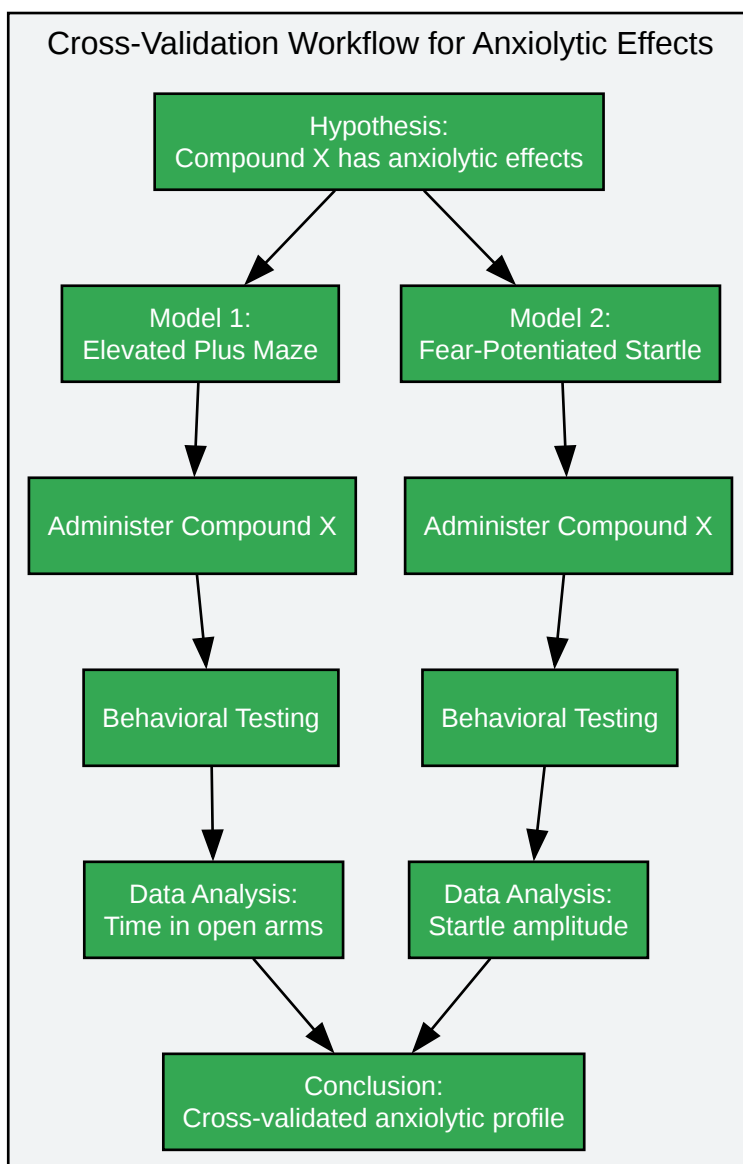 Cross-Validation Workflow for Anxiolytic Effects
Hypothesis:
Compound X has anxiolytic effects
Model 1:
Elevated Plus Maze
Model 2:
Fear-Potentiated Startle
Administer Compound X
Administer Compound X
Behavioral Testing
Behavioral Testing
Data Analysis:
Time in open arms
Data Analysis:
Startle amplitude
Conclusion:
Cross-validated anxiolytic profile